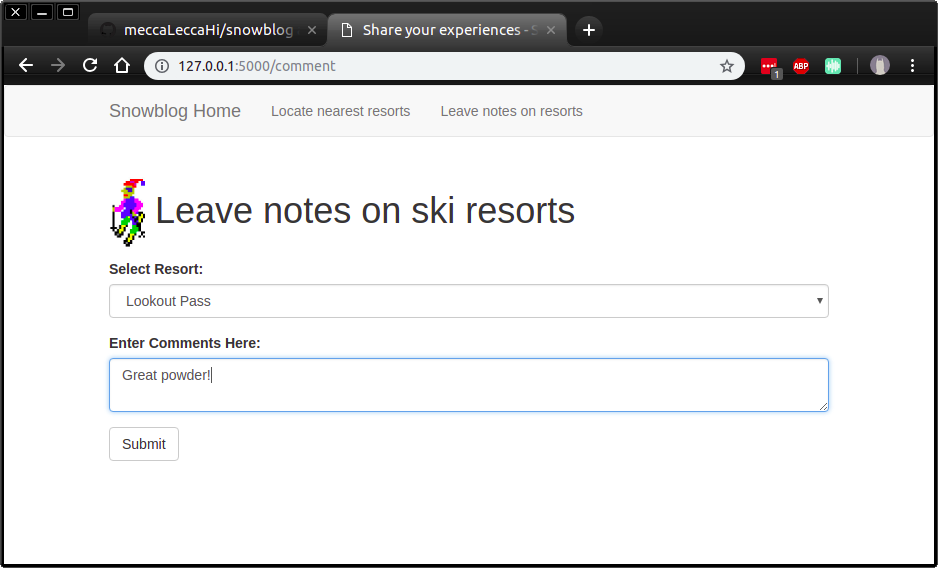 meccaLeccaHi/snowblog
Share your experiences - S
127.0.0.1:5000/comment
1
ABP
Snowblog Home
Locate nearest resorts
Leave notes on resorts
Leave notes on ski resorts
Select Resort:
Lookout Pass
Enter Comments Here:
Great powder!
Submit